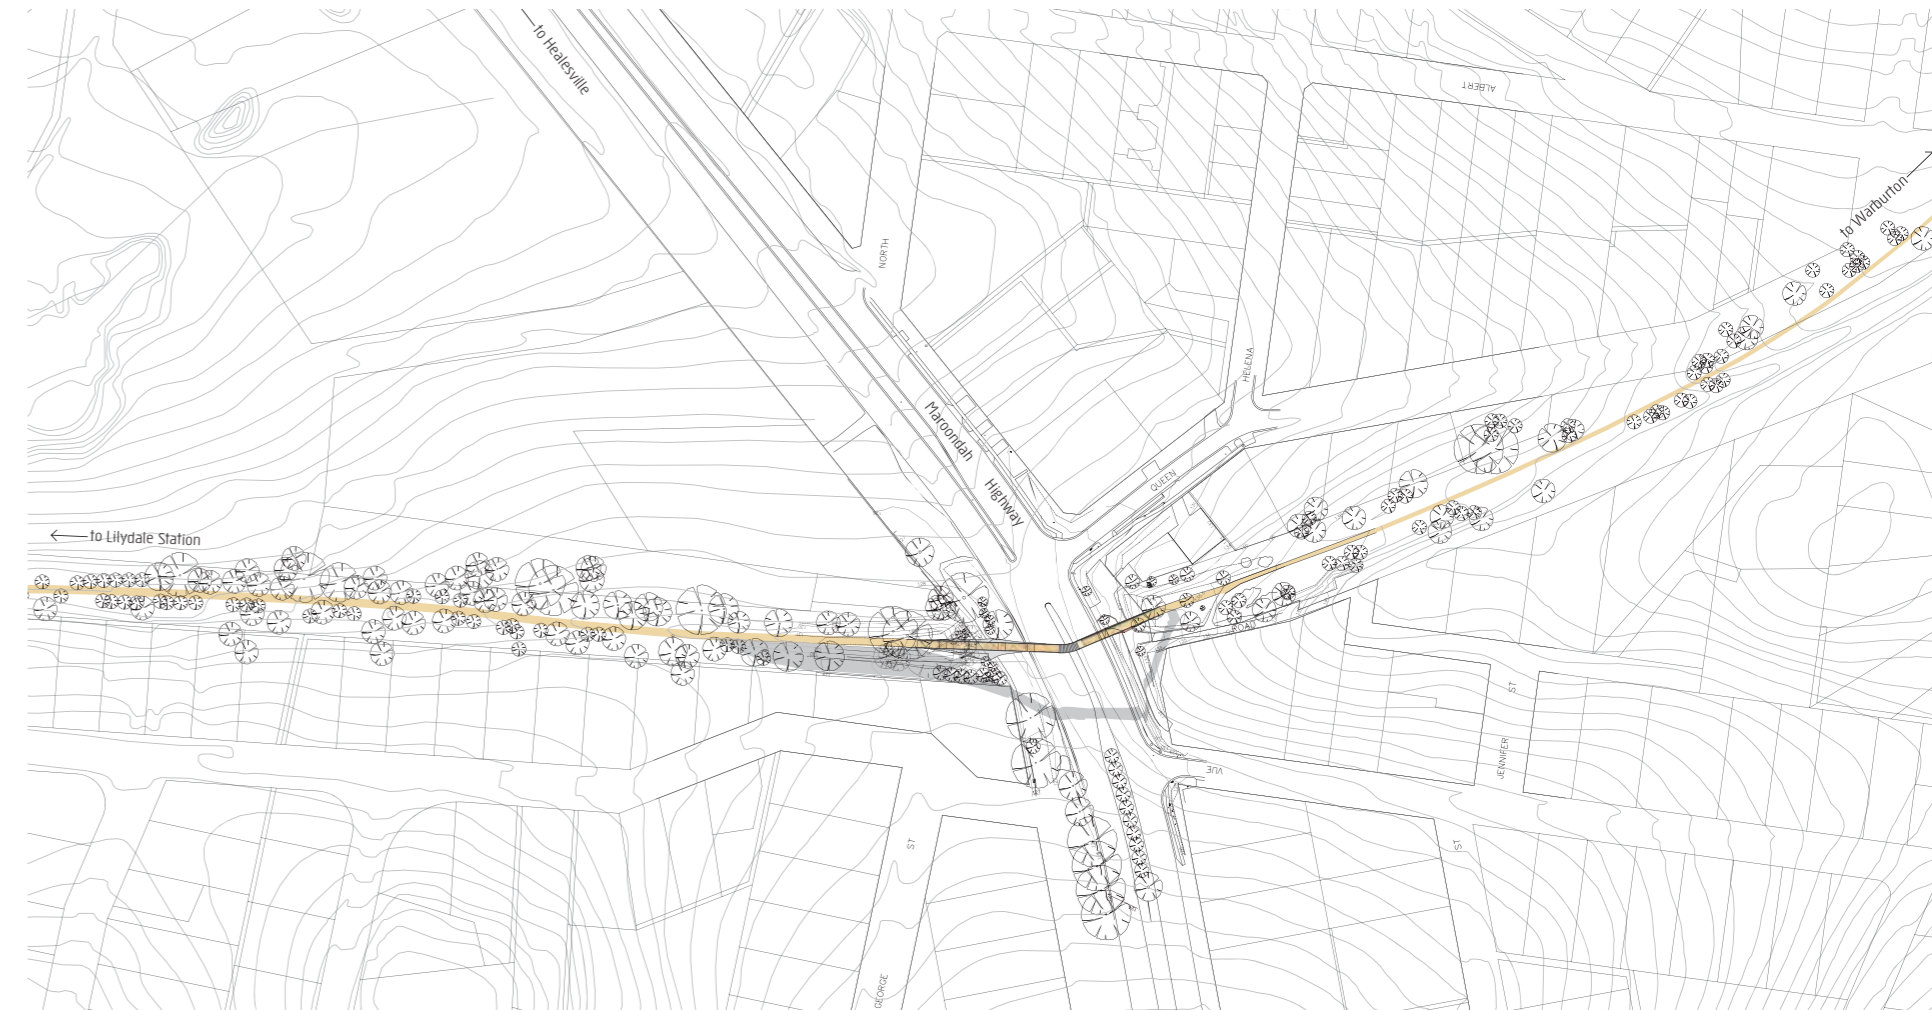 to Healesville
ALBERT
to Warburton
NORTH
HELENA
Maroondah
Highway
QUEEN
to Lilydale Station
ROAD
ST
JENNIFER
VUE
ST
ST
GEORGE